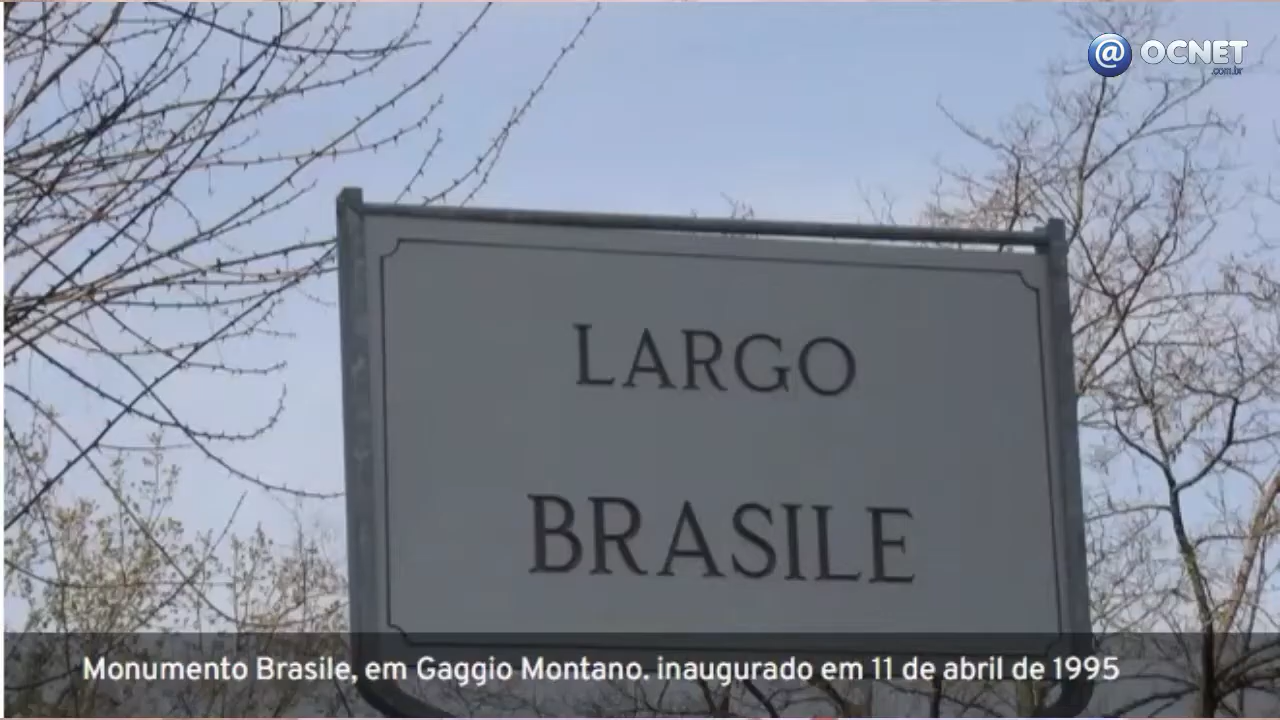 @ OCNET
.com.br
LARGO
BRASILE
Monumento Brasile, em Gaggio Montano. inaugurado em 11 de abril de 1995